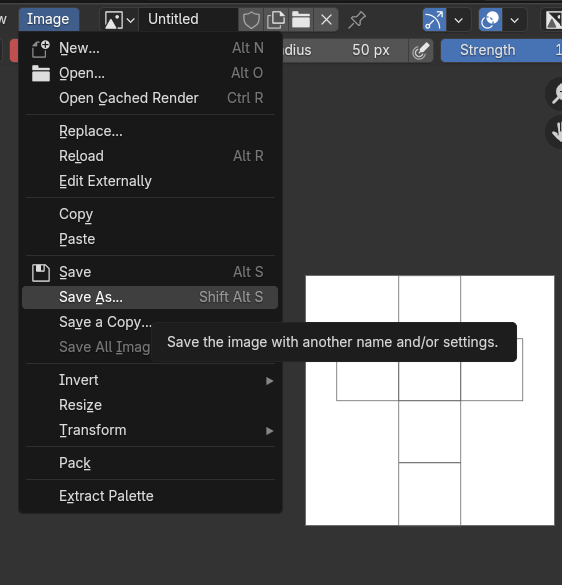 Image Untitled
New... Alt N
dius 50 px Strength 1
Open... Alt O
Open Cached Render Ctrl R
Replace...
Reload Alt R
Edit Externally
Copy
Paste
Save Alt S
Save As... Shift Alt S
Save a Copy...
Save the image with another name and/or settings.
Save All Imag
Invert
Resize
Transform
Pack
Extract Palette